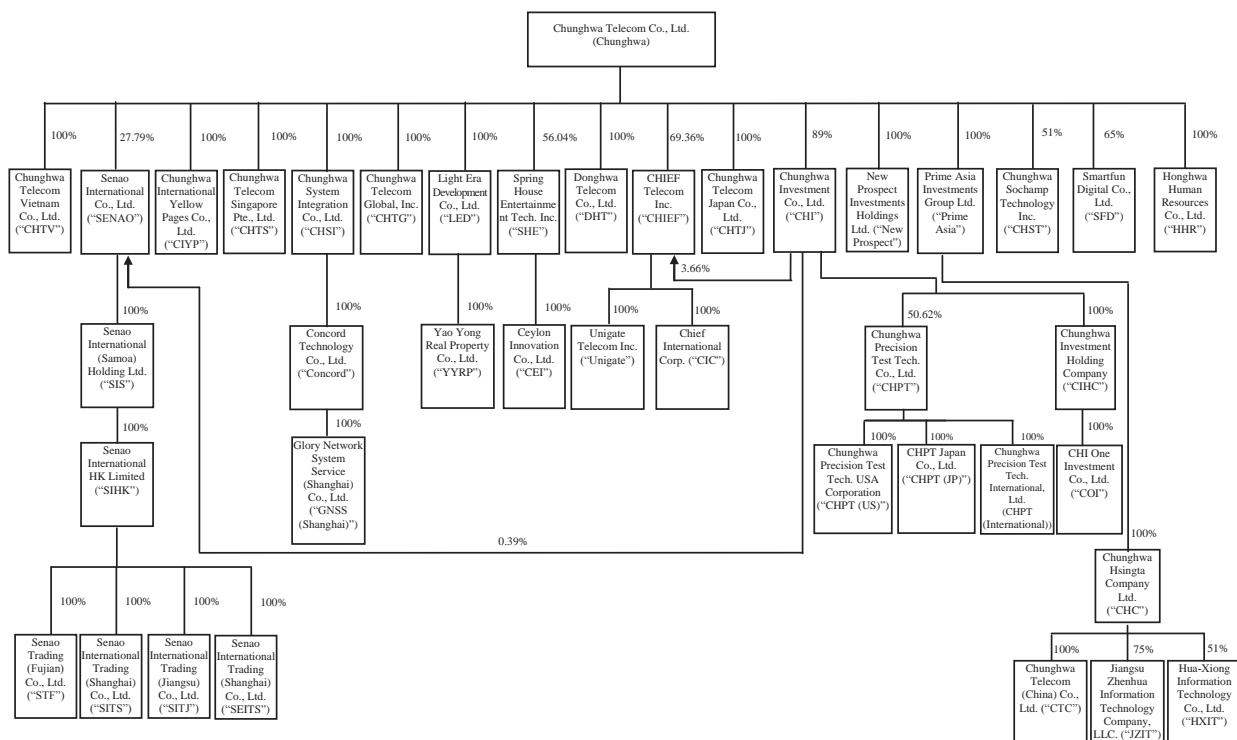 Chunghwa Telecom Co., Ltd.
(Chunghwa)
100%
27.79%
100%
100%
100%
100%
100%
56.04%
100%
69.36%
100%
89%
100%
100%
51%
65%
100%
Chunghwa
Telecom
Vietnam
Co., Ltd.
(“CHTV”)
Senao
International
Co., Ltd.
(“SENAO”)
Chunghwa
International
Yellow
Pages Co.,
Ltd.
(“CIYP”)
Chunghwa
Telecom
Singapore
Pte., Ltd.
(“CHTS”)
Chunghwa
System
Integration
Co., Ltd.
(“CHSI”)
Chunghwa
Telecom
Global, Inc.
(“CHTG”)
Light Era
Development
Co., Ltd.
(“LED”)
Spring
House
Entertainment
Tech. Inc.
(“SHE”)
Donghwa
Telecom
Co., Ltd.
(“DHT”)
CHIEF
Telecom
Inc.
(“CHIEF”)
Chunghwa
Telecom
Japan Co.,
Ltd.
(“CHTJ”)
Chunghwa
Investment
Co., Ltd.
(“CHI”)
New
Prospect
Investments
Holdings
Ltd. (“New
Prospect”)
Prime Asia
Investments
Group Ltd.
(“Prime
Asia”)
Chunghwa
Sochamp
Technology
Inc.
(“CHST”)
Smartfun
Digital Co.,
Ltd.
(“SFD”)
Honghwa
Human
Resources
Co., Ltd.
(“HHR”)
3.66%
100%
100%
100%
100%
100%
100%
50.62%
100%
Senao
International
(Samoa)
Holding Ltd.
(“SIS”)
Concord
Technology
Co., Ltd.
(“Concord”)
Yao Yong
Real Property
Co., Ltd.
(“YYRP”)
Ceylon
Innovation
Co., Ltd.
(“CEI”)
Unigate
Telecom Inc.
(“Unigate”)
Chief
International
Corp. (“CIC”)
Chunghwa
Precision
Test Tech.
Co., Ltd.
(“CHPT”)
Chunghwa
Investment
Holding
Company
(“CIHC”)
100%
100%
100%
100%
100%
100%
Senao
International
HK Limited
(“SIHK”)
Glory Network
System
Service
(Shanghai)
Co., Ltd.
(“GNSS
(Shanghai)”)
Chunghwa
Precision Test
Tech. USA
Corporation
(“CHPT (US)”)
CHPT Japan
Co., Ltd.
(“CHPT (JP)”)
Chunghwa
Precision Test
Tech.
International,
Ltd.
(CHPT
(International))
CHI One
Investment
Co., Ltd.
(“COI”)
0.39%
100%
Chunghwa
Hsingta
Company
Ltd.
(“CHC”)
100%
100%
100%
100%
Senao
Trading
(Fujian) Co.,
Ltd.
(“STF”)
Senao
International
Trading
(Shanghai)
Co., Ltd.
(“SITS”)
Senao
International
Trading
(Jiangsu) Co.,
Ltd.
(“SITJ”)
Senao
International
Trading
(Shanghai) Co.,
Ltd.
(“SEITS”)
100%
75%
51%
Chunghwa
Telecom
(China) Co.,
Ltd. (“CTC”)
Jiangsu
Zhenhua
Information
Technology
Company,
LLC. (“JZIT”)
Hua-Xiong
Information
Technology
Co., Ltd.
(“HXIT”)